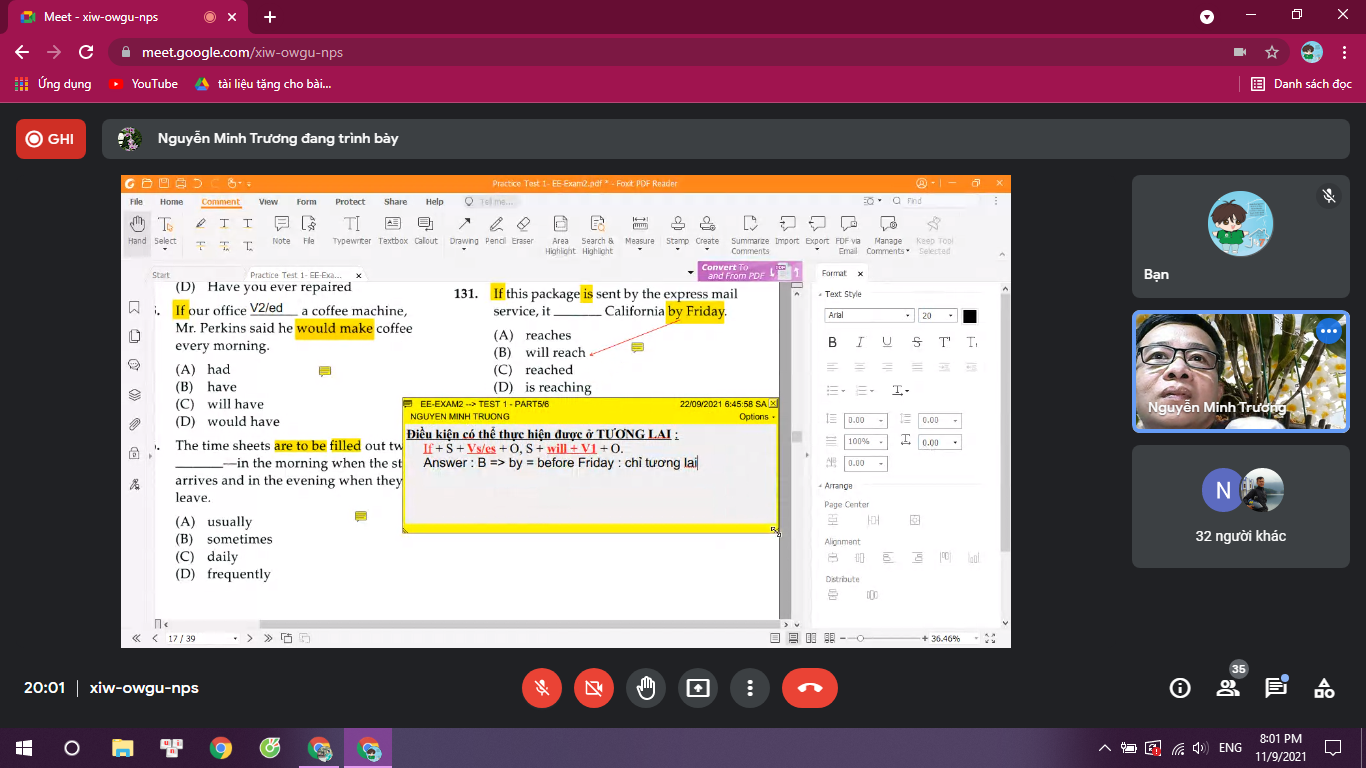 Meet - xiw-owgu-nps
meet.google.com/xiw-owgu-nps
Ứng dụng
YouTube
tài liệu tặng cho bài...
Danh sách đọc
GHI
Nguyễn Minh Trương đang trình bày
Practice Test 1- EE-Exam2.pdf * - Foxit PDF Reader
File Home Comment View Form Protect Share Help Tell me... Find
Hand Select Note File Typewriter Textbox Callout Drawing Pencil Eraser Area Highlight Search & Highlight Measure Stamp Create Summarize Comments Import Export FDF via Email Manage Comments Keep Tool Selected
Start
Practice Test 1- EE-Exa...
Convert To
and From PDF
(D) Have you ever repaired
If our office V2/ed a coffee machine,
Mr. Perkins said he would make coffee
every morning.
(A) had
(B) have
(C) will have
(D) would have
The time sheets are to be filled out tw
_______—in the morning when the st
arrives and in the evening when they
leave.
(A) usually
(B) sometimes
(C) daily
(D) frequently
131. If this package is sent by the express mail
service, it _______ California by Friday.
(A) reaches
(B) will reach
(C) reached
(D) is reaching
EE-EXAM2 --> TEST 1 - PART5/6 22/09/2021 6:45:58 SA
NGUYEN MINH TRUONG Options
Điều kiện có thể thực hiện được ở TƯƠNG LAI :
If + S + Vs/es + O, S + will + V1 + O.
Answer : B => by = before Friday : chỉ tương lai
Format
Text Style
Arial 20
0.00 0.00
100% 0.00
0.00
Arrange
Page Center
Alignment
Distribute
17 / 39
36.46%
Bạn
Nguyễn Minh Trương
N
32 người khác
20:01 xiw-owgu-nps
35
ENG
8:01 PM
11/9/2021